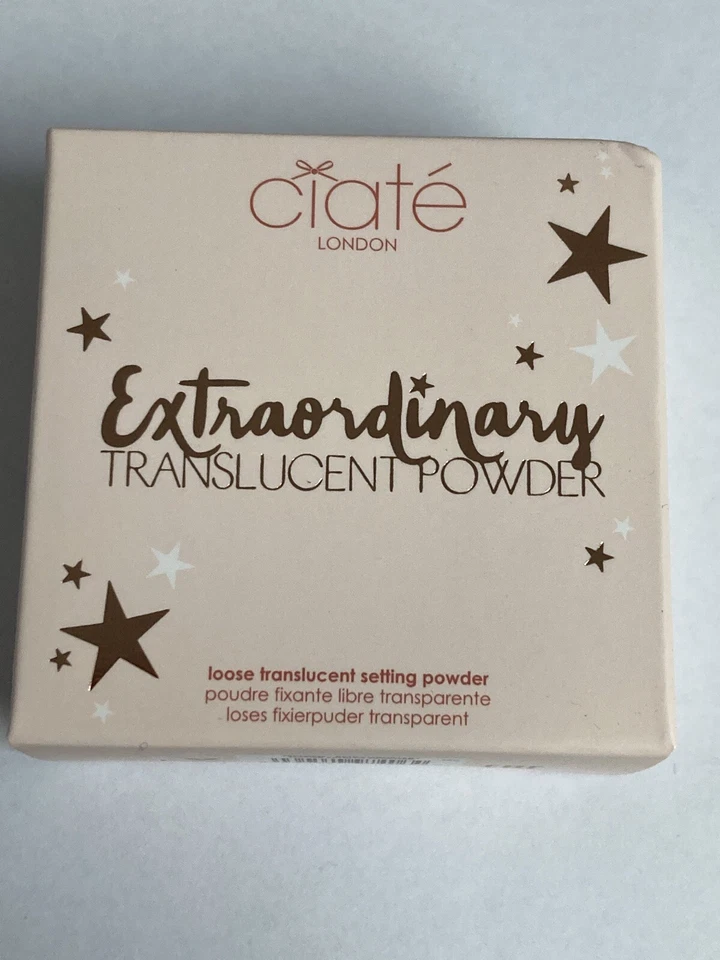 ciaté
LONDON
Extraordinary
TRANSLUCENT POWDER
loose translucent setting powder
poudre fixante libre transparente
loses fixierpuder transparent